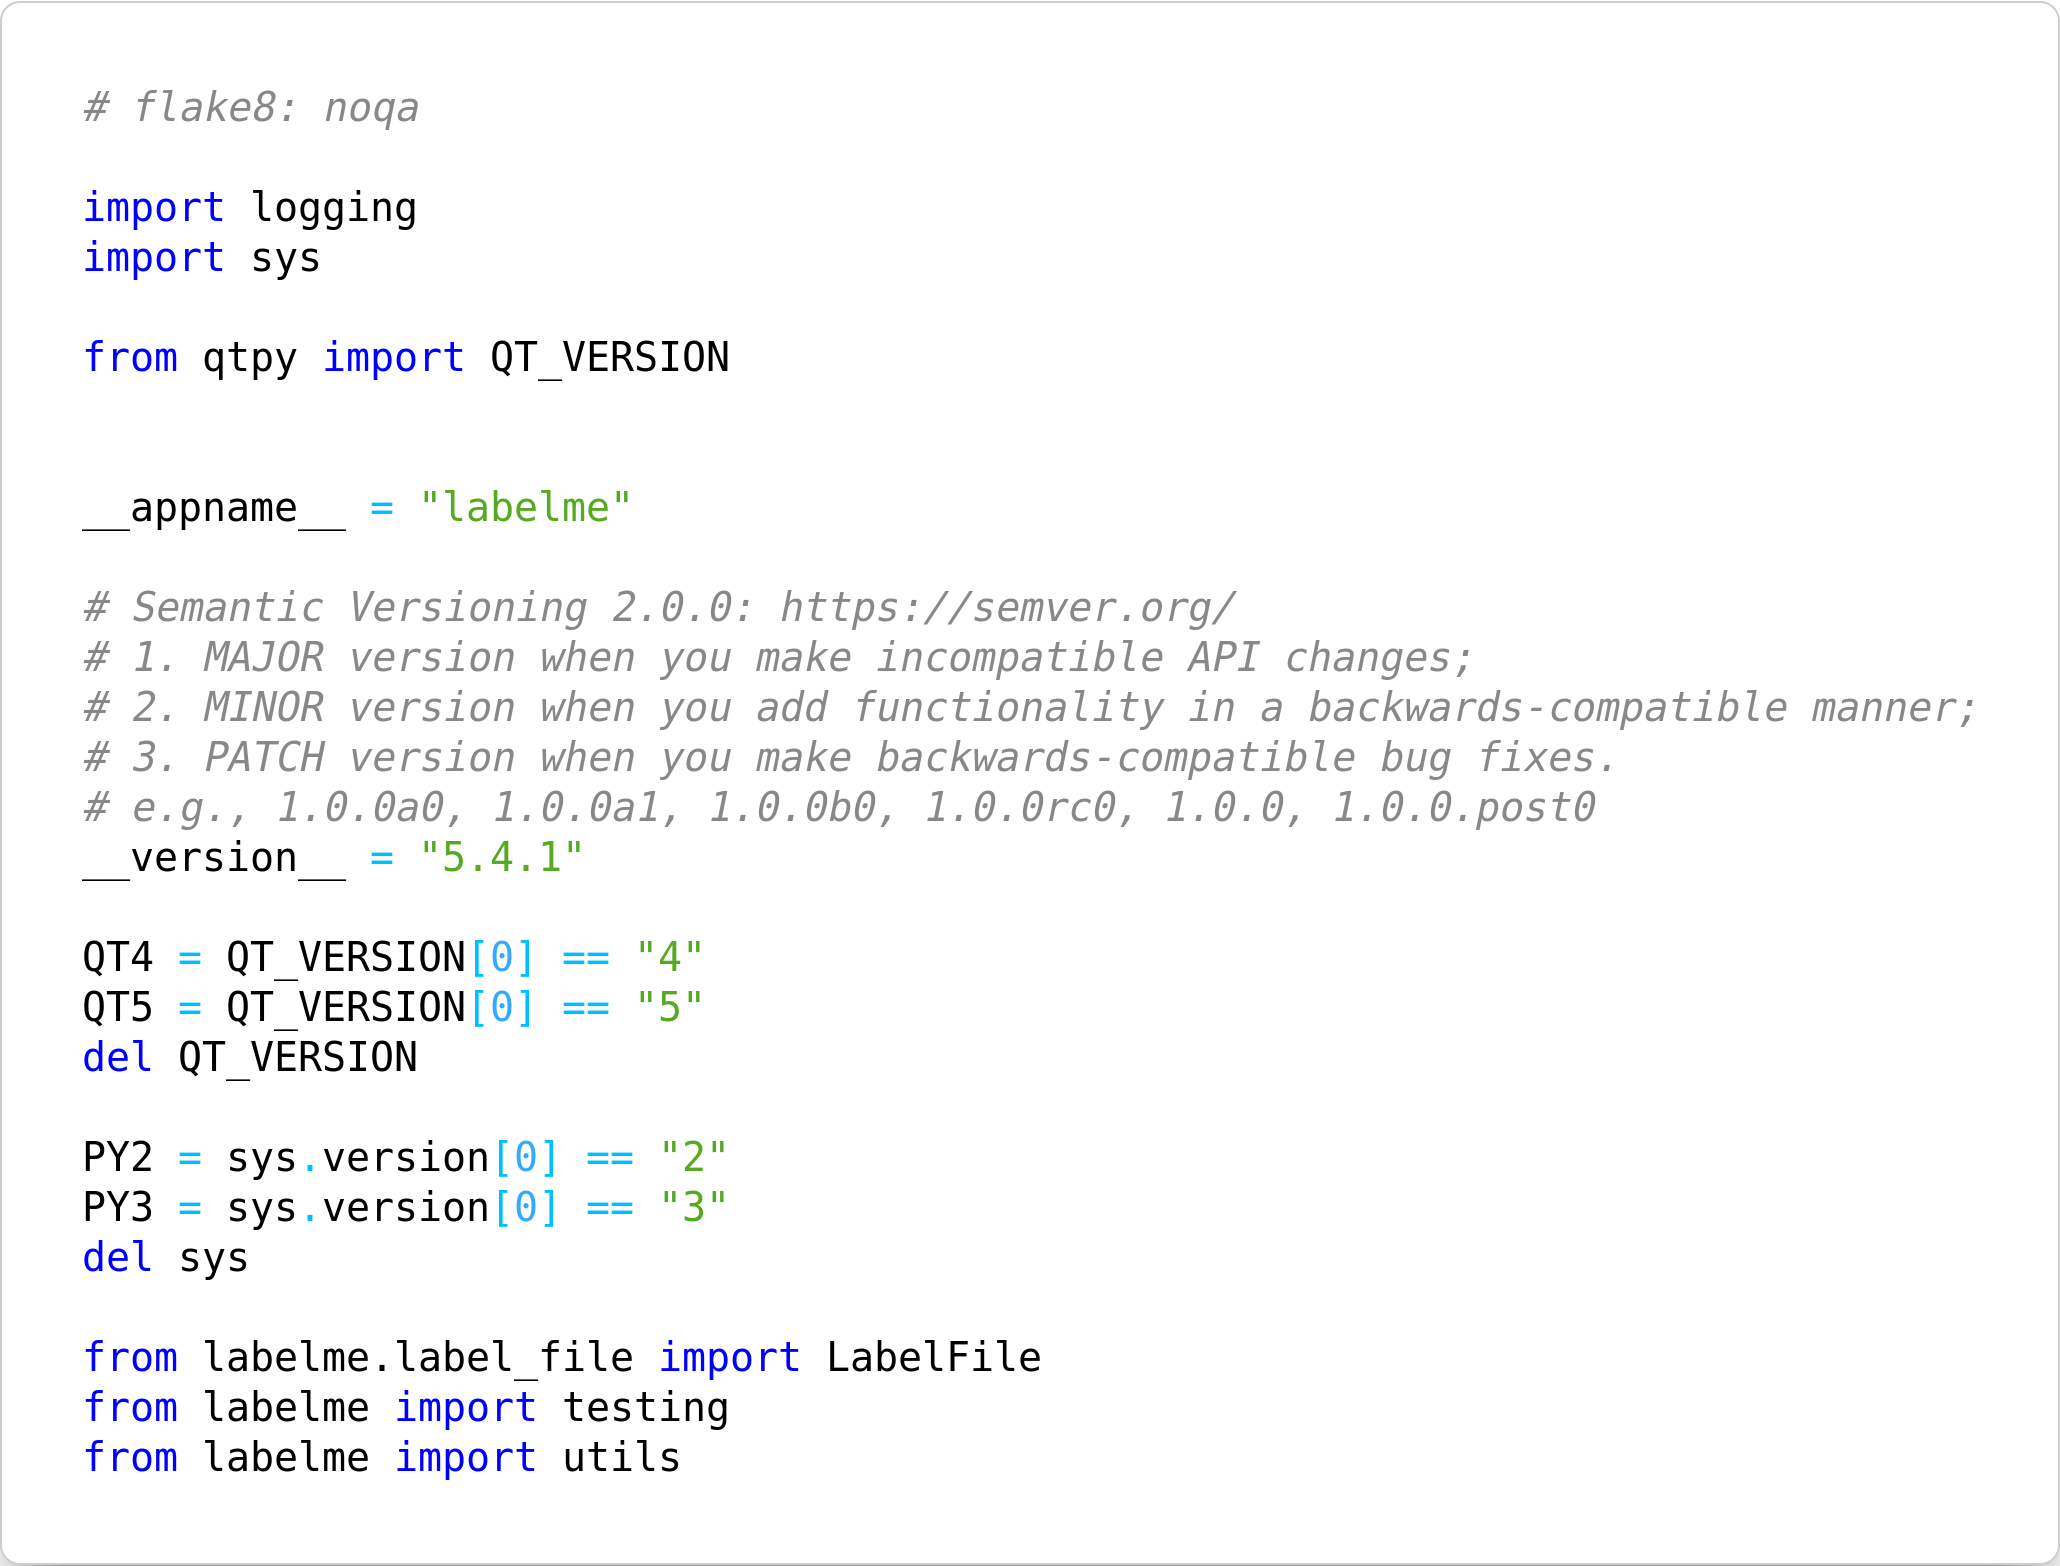 # flake8: noqa
import logging
import sys
from qtpy import QT_VERSION
__appname__ = "labelme"
# Semantic Versioning 2.0.0: https://semver.org/
# 1. MAJOR version when you make incompatible API changes;
# 2. MINOR version when you add functionality in a backwards-compatible manner;
# 3. PATCH version when you make backwards-compatible bug fixes.
# e.g., 1.0.0a0, 1.0.0a1, 1.0.0b0, 1.0.0rc0, 1.0.0, 1.0.0.post0
__version__ = "5.4.1"
QT4 = QT_VERSION[0] == "4"
QT5 = QT_VERSION[0] == "5"
del QT_VERSION
PY2 = sys.version[0] == "2"
PY3 = sys.version[0] == "3"
del sys
from labelme.label_file import LabelFile
from labelme import testing
from labelme import utils